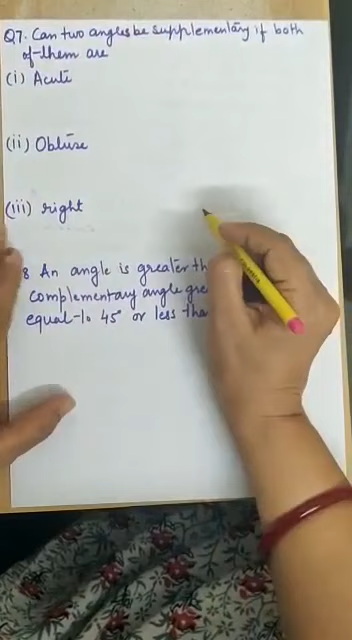 Q7. Can two angles be supplementary if both
of them are
(i) Acute
(ii) Obtuse
(iii) right
8 An angle is greater th
complementary angle gre
equal to 45° or less tha